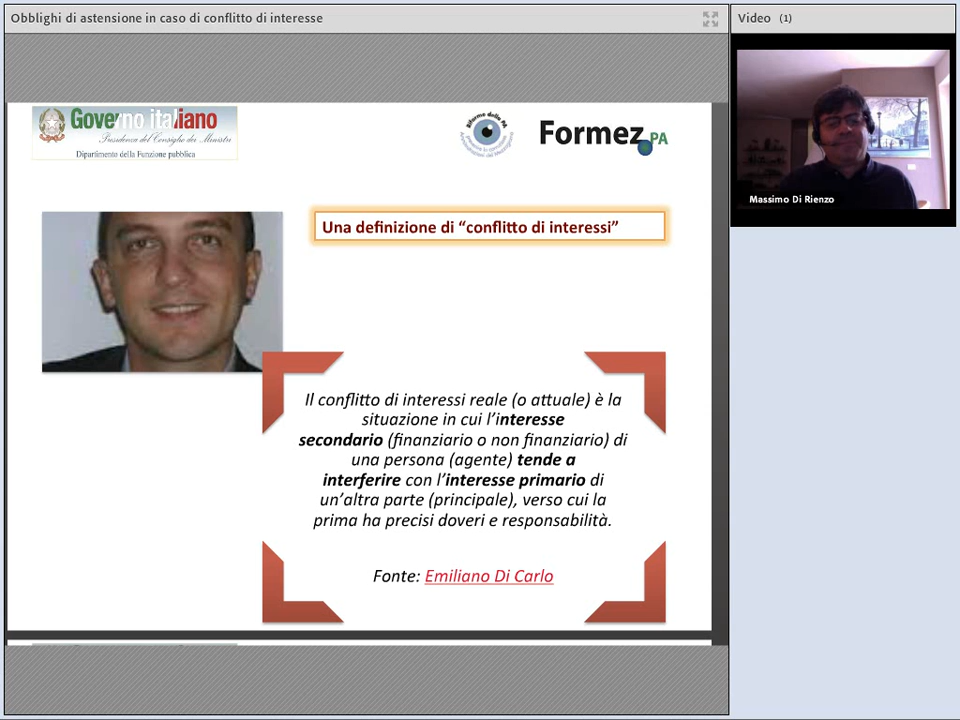 Obblighi di astensione in caso di conflitto di interesse
Video (1)
Governo italiano
Presidenza del Consiglio dei Ministri
Dipartimento della Funzione pubblica
Riforme della PA
Formez PA
Massimo Di Rienzo
Una definizione di “conflitto di interessi”
Il conflitto di interessi reale (o attuale) è la
situazione in cui l’interesse
secondario (finanziario o non finanziario) di
una persona (agente) tende a
interferire con l’interesse primario di
un’altra parte (principale), verso cui la
prima ha precisi doveri e responsabilità.
Fonte: Emiliano Di Carlo